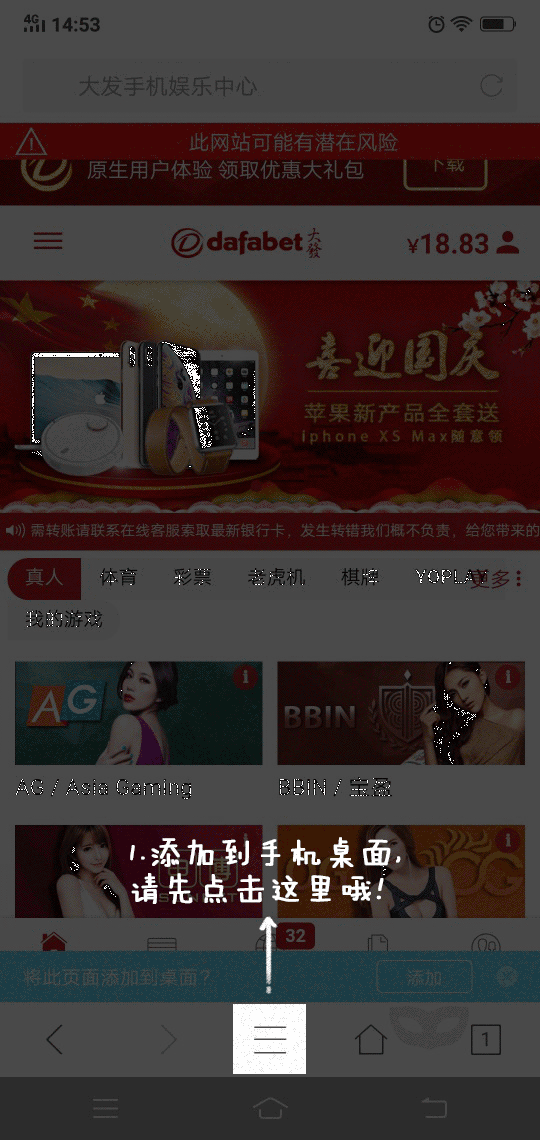 4G 14:53
大发手机娱乐中心
此网站可能有潜在风险
原生用户体验 领取优惠大礼包
下载
dafabet 大發
¥18.83
喜迎国庆
苹果新产品全套送
iphone XS Max随意领
需转账请联系在线客服索取最新银行卡，发生转错我们概不负责，给您带来的
真人 体育 彩票 老虎机 棋牌 YOPLAY 更多
我的游戏
AG
BBIN
AG / Asia Gaming
BBIN / 宝盈
1.添加到手机桌面,
请先点击这里哦!
32
将此页面添加到桌面？
添加
1